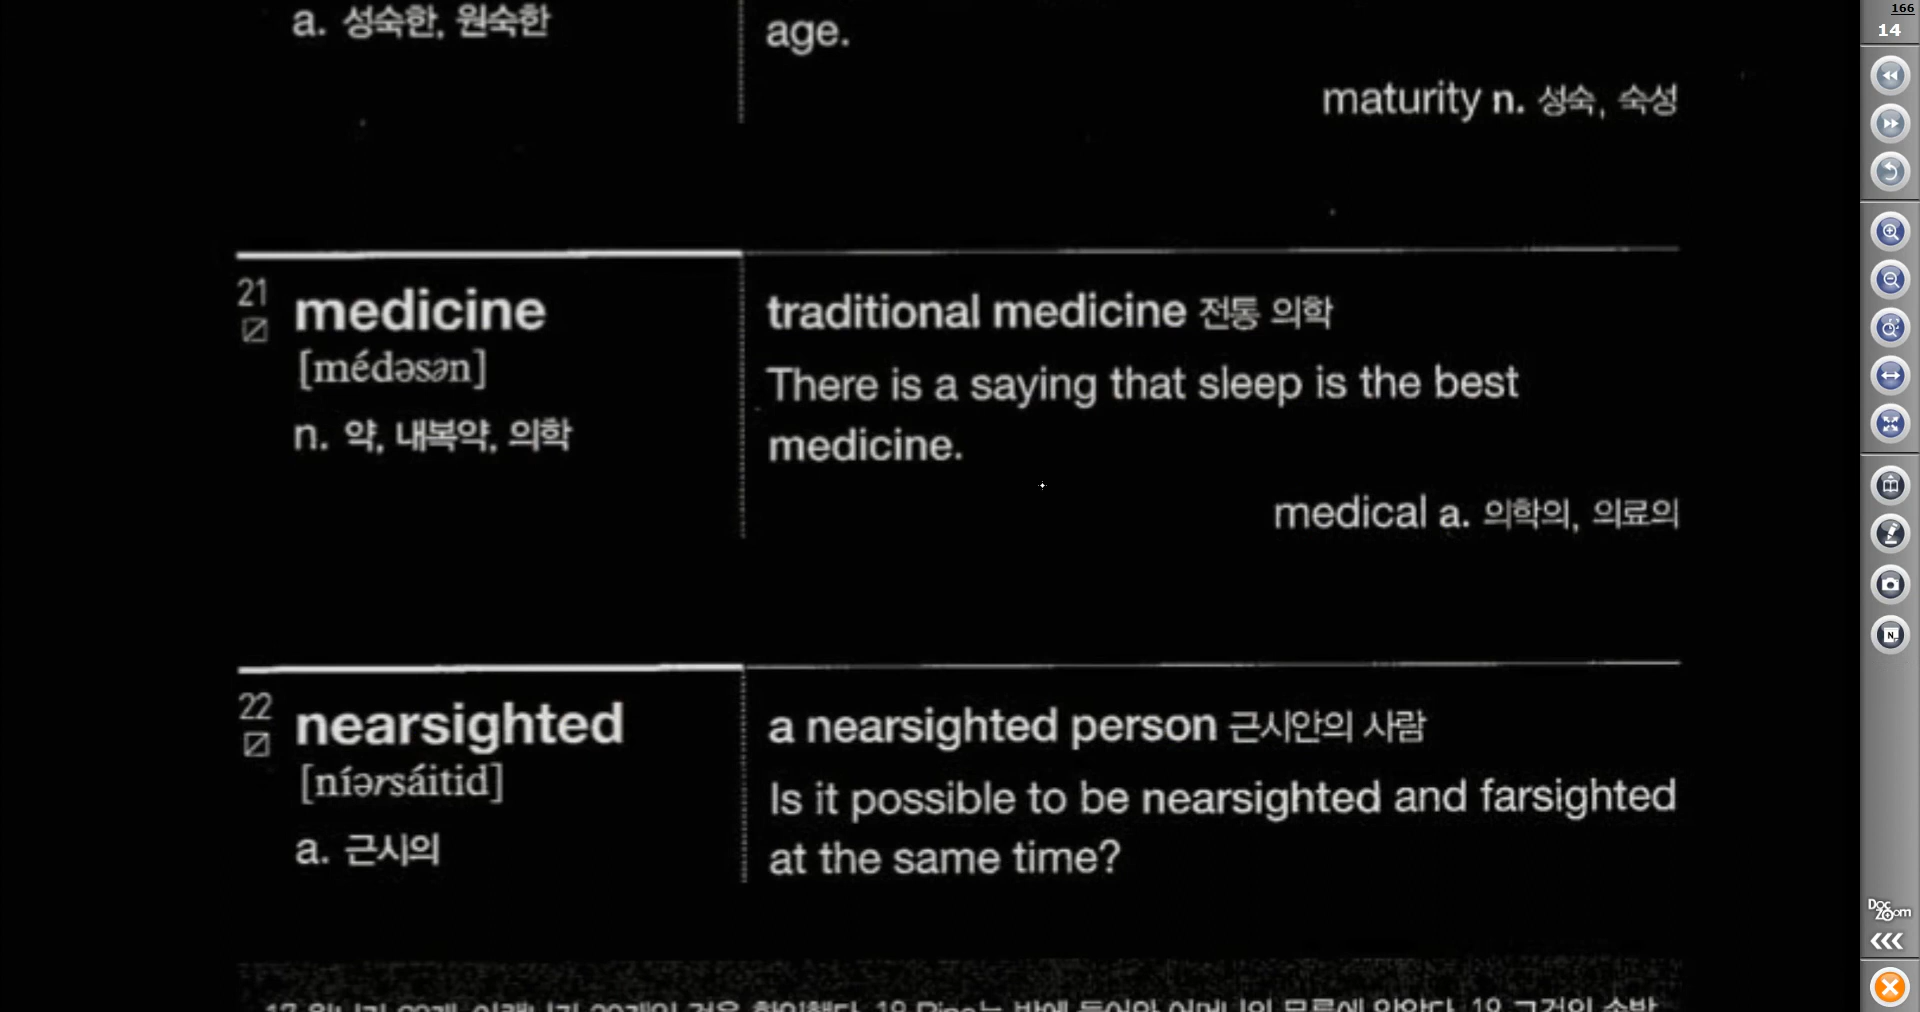 166
14
a. 성숙한, 원숙한
age.
maturity n. 성숙, 숙성
21
medicine
[médəsən]
n. 약, 내복약, 의학
traditional medicine 전통 의학
There is a saying that sleep is the best
medicine.
medical a. 의학의, 의료의
22
nearsighted
[níərsáitid]
a. 근시의
a nearsighted person 근시안의 사람
Is it possible to be nearsighted and farsighted
at the same time?
Doc
Zoom